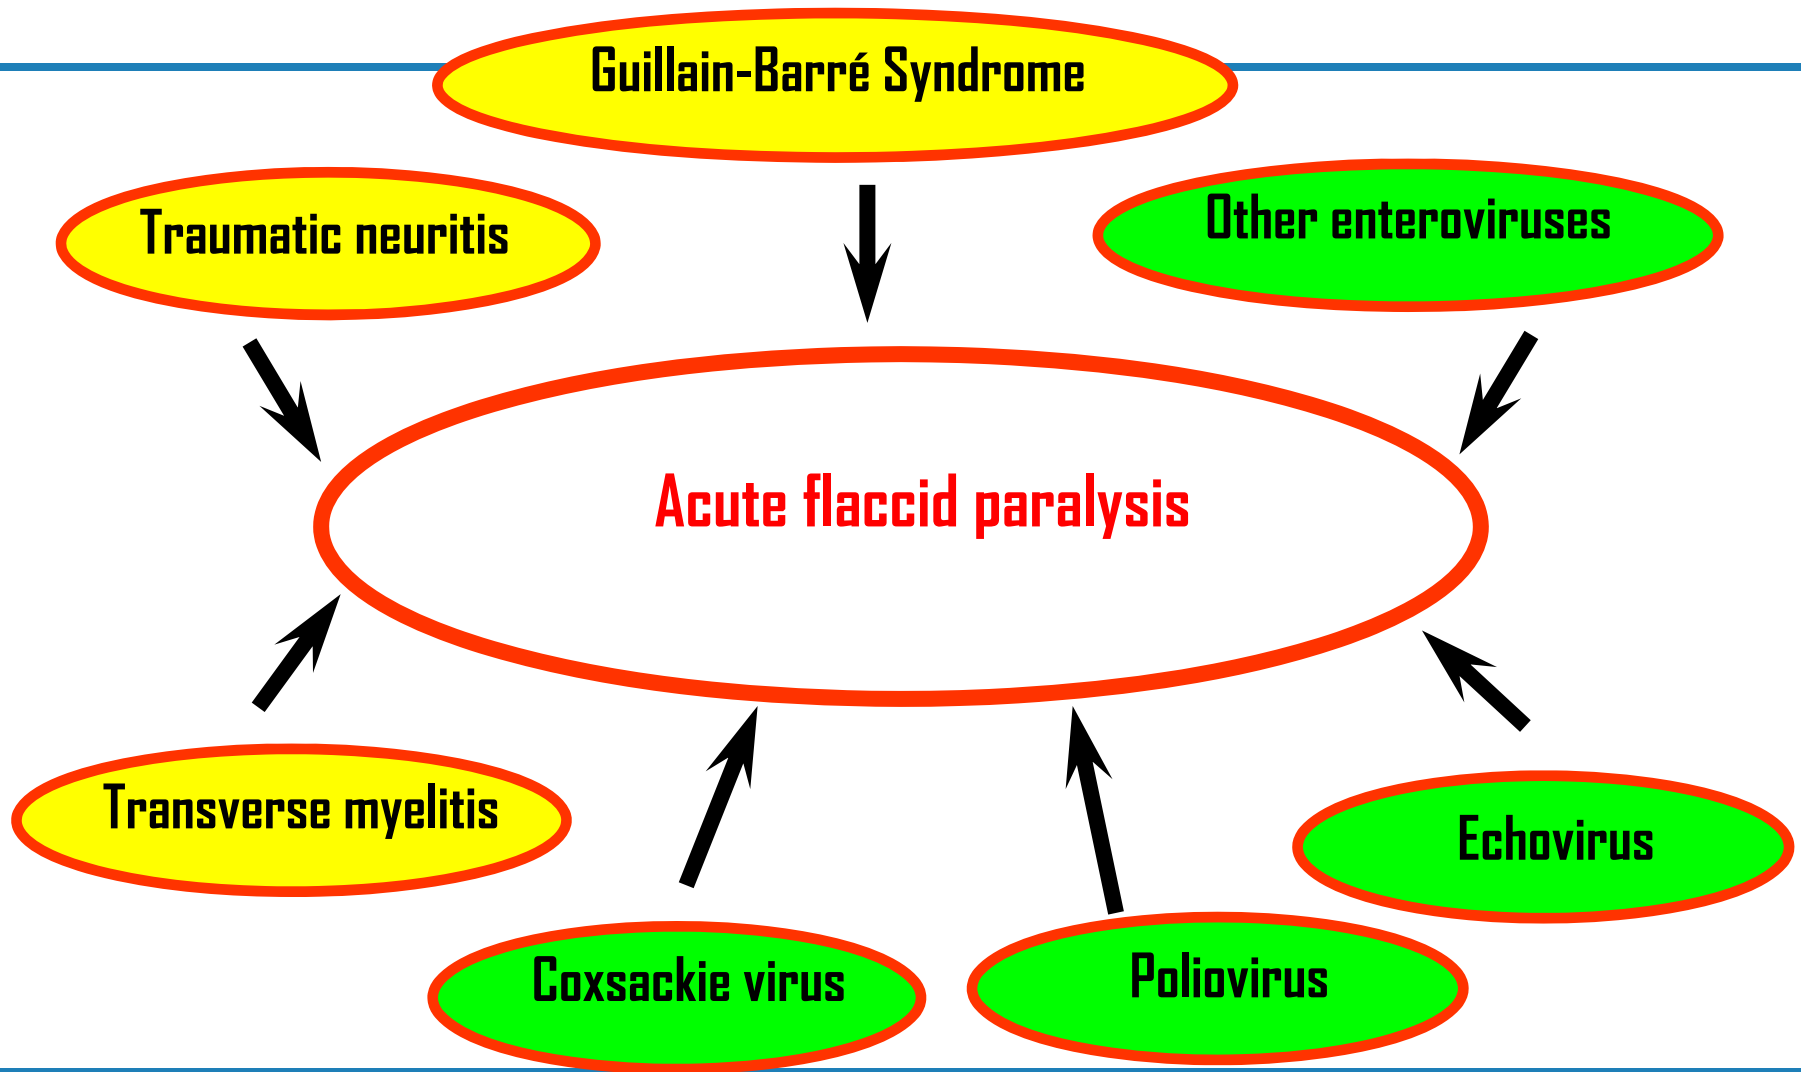 Guillain-Barré Syndrome
Traumatic neuritis
Other enteroviruses
Acute flaccid paralysis
Transverse myelitis
Echovirus
Coxsackie virus
Poliovirus